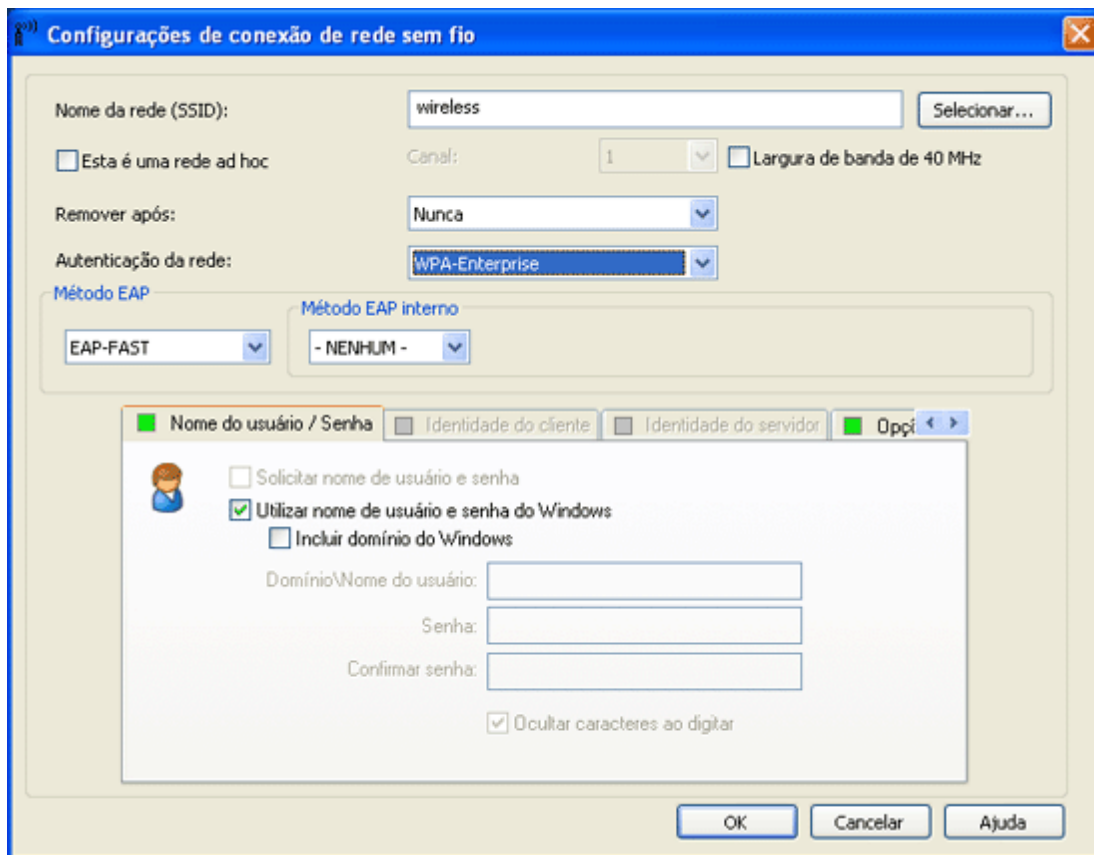 Configurações de conexão de rede sem fio
Nome da rede (SSID): wireless Selecionar...
Esta é uma rede ad hoc Canal: 1 Largura de banda de 40 MHz
Remover após: Nunca
Autenticação da rede: WPA-Enterprise
Método EAP
Método EAP interno
EAP-FAST - NENHUM -
Nome do usuário / Senha Identidade do cliente Identidade do servidor
Solicitar nome de usuário e senha
Utilizar nome de usuário e senha do Windows
Incluir domínio do Windows
Domínio\Nome do usuário:
Senha:
Confirmar senha:
Ocultar caracteres ao digitar
OK Cancelar Ajuda